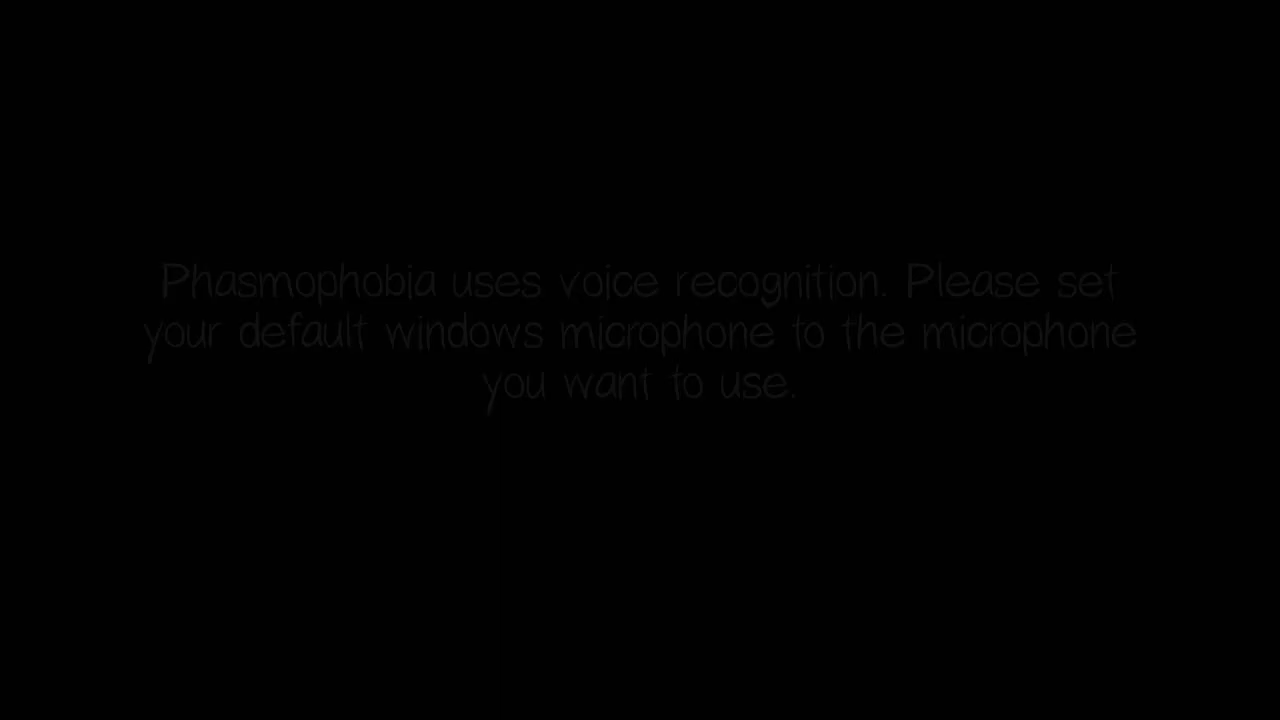 Phasmophobia uses voice recognition. Please set
your default windows microphone to the microphone
you want to use.